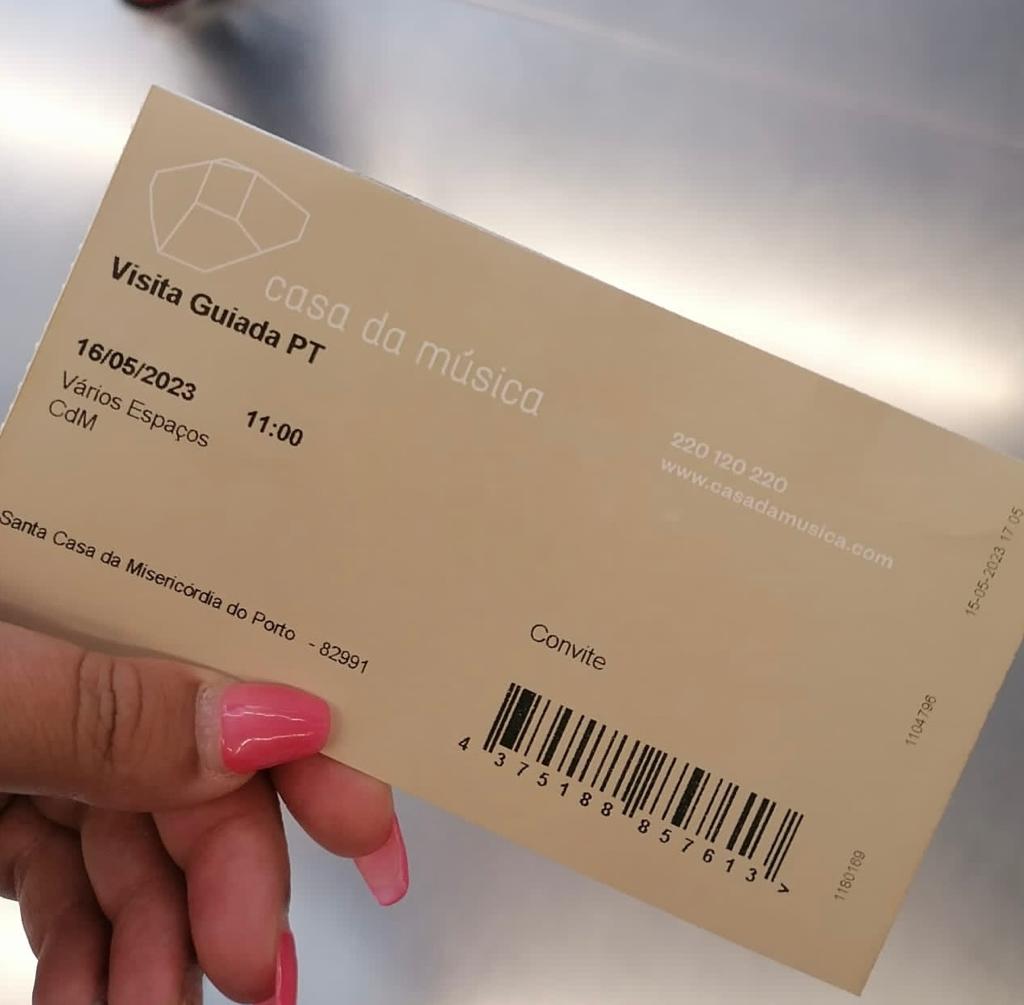 casa da música
Visita Guiada PT
16/05/2023 11:00
Vários Espaços
CdM
220 120 220
www.casadamusica.com
Santa Casa da Misericórdia do Porto - 82991
Convite
4 375188 857613 >
15-05-2023 17 05
1104796
1180169